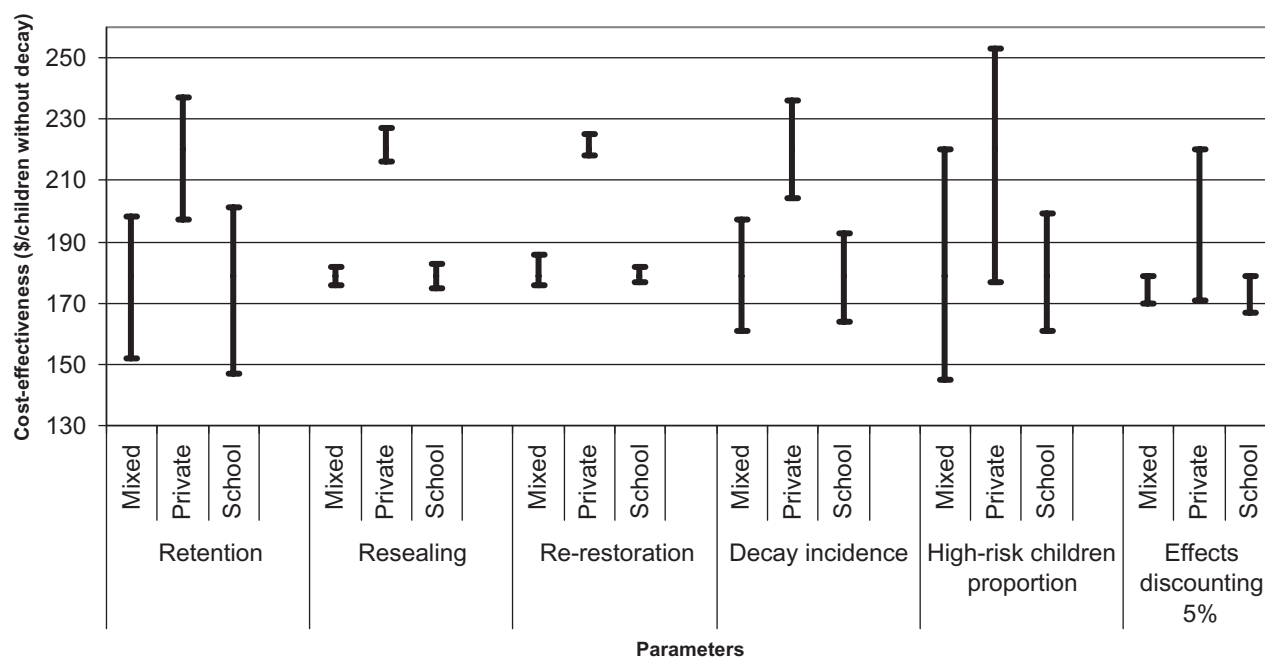 Cost-effectiveness ($/children without decay)
250
230
210
190
170
150
130
Mixed
Private
School
Mixed
Private
School
Mixed
Private
School
Mixed
Private
School
Mixed
Private
School
Mixed
Private
School
Retention
Resealing
Re-restoration
Decay incidence
High-risk children
proportion
Effects
discounting
5%
Parameters